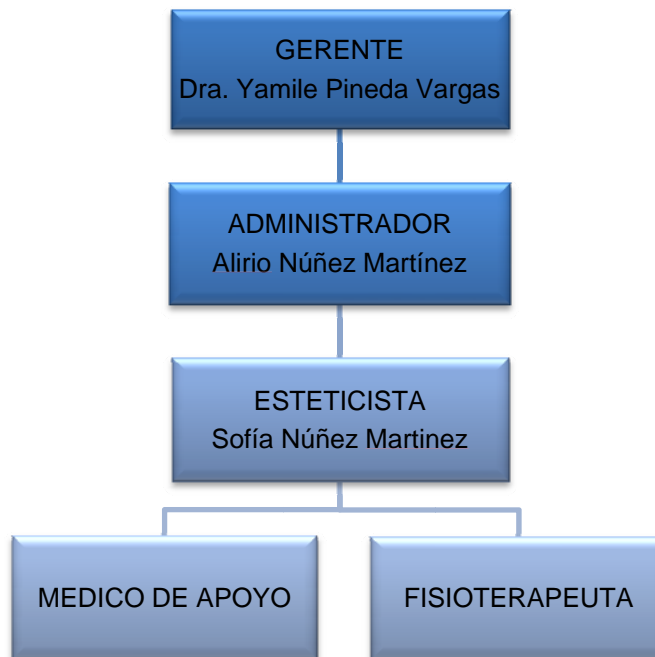 GERENTE
Dra. Yamile Pineda Vargas
ADMINISTRADOR
Alirio Núñez Martínez
ESTETICISTA
Sofía Núñez Martinez
MEDICO DE APOYO
FISIOTERAPEUTA